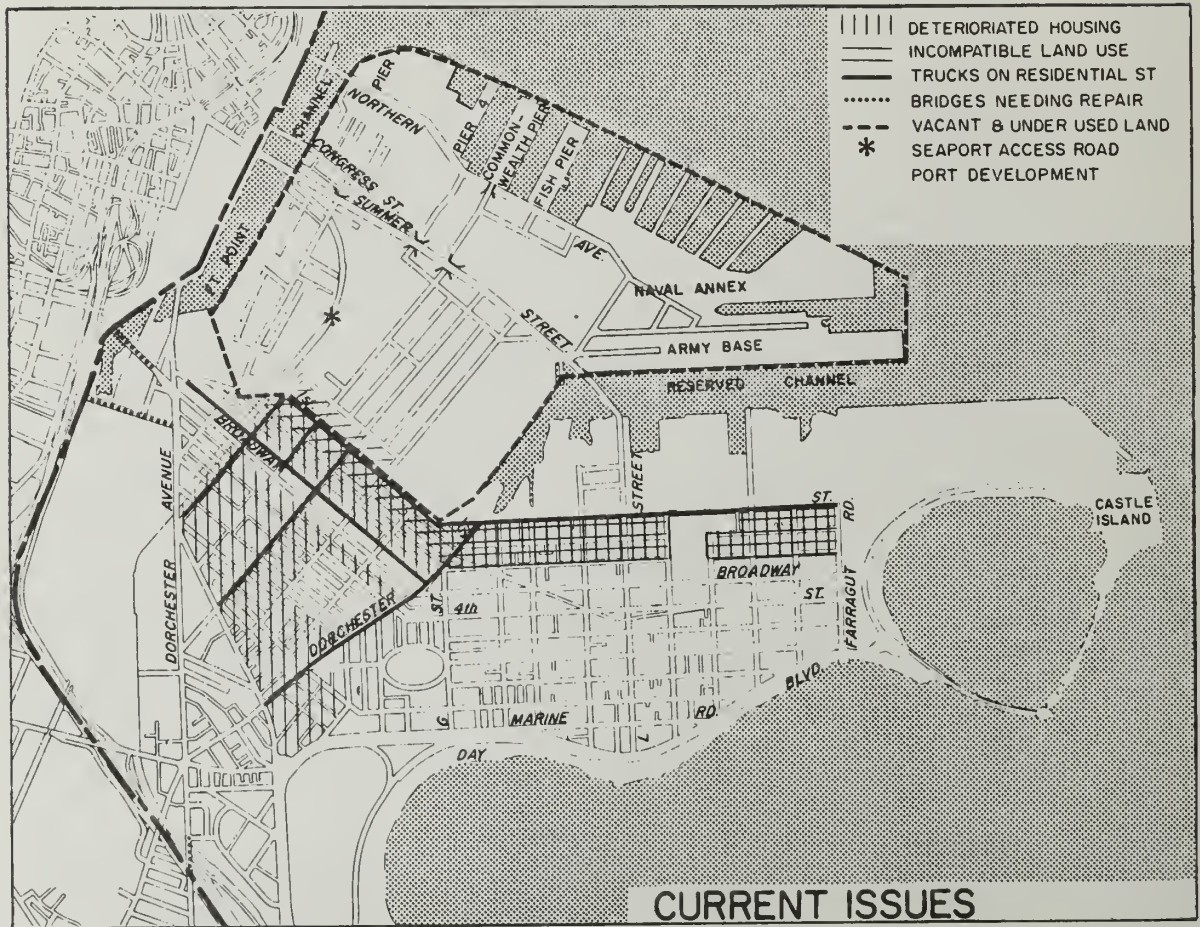 DETERIORIATED HOUSING
INCOMPATIBLE LAND USE
TRUCKS ON RESIDENTIAL ST
BRIDGES NEEDING REPAIR
VACANT & UNDER USED LAND
* SEAPORT ACCESS ROAD
PORT DEVELOPMENT
CHANNEL
PIER
NORTHERN
PIER 4
COMMON-
WEALTH PIER
FISH PIER
CONGRESS ST
SUMMER
AVE.
FT. POINT
NAVAL ANNEX
*
STREET
ARMY BASE
RESERVED CHANNEL
1st
BROADWAY
AVENUE
STREET
ST.
RD.
CASTLE
ISLAND
BROADWAY
ST.
ST.
4th
DORCHESTER
DORCHESTER
FARRAGUT
BLVD
G
MARINE
RD.
L
DAY
CURRENT ISSUES